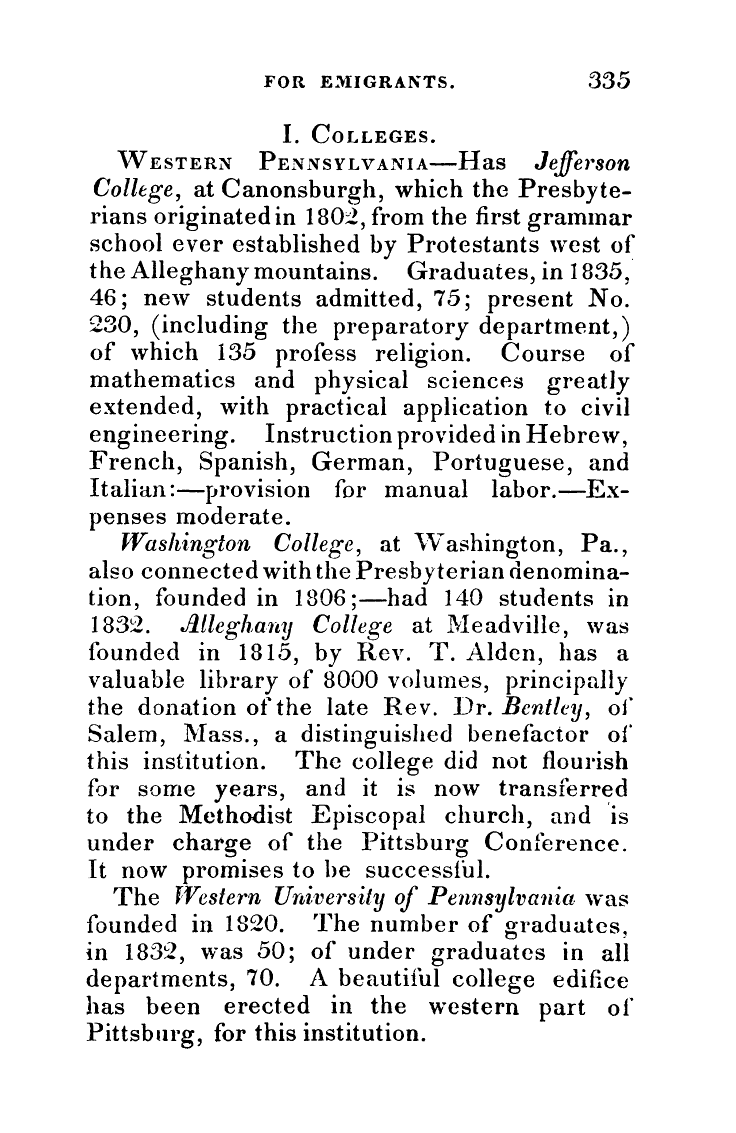 FOR EMIGRANTS. 335
I. COLLEGES.
WESTERN PENNSYLVANIA—Has Jefferson
College, at Canonsburgh, which the Presbyte-
rians originated in 1802, from the first grammar
school ever established by Protestants west of
the Alleghany mountains. Graduates, in 1835,
46; new students admitted, 75; present No.
230, (including the preparatory department,)
of which 135 profess religion. Course of
mathematics and physical sciences greatly
extended, with practical application to civil
engineering. Instruction provided in Hebrew,
French, Spanish, German, Portuguese, and
Italian:—provision for manual labor.—Ex-
penses moderate.
Washington College, at Washington, Pa.,
also connected with the Presbyterian denomina-
tion, founded in 1806;—had 140 students in
1832. Alleghany College at Meadville, was
founded in 1815, by Rev. T. Alden, has a
valuable library of 8000 volumes, principally
the donation of the late Rev. Dr. Bentley, of
Salem, Mass., a distinguished benefactor of
this institution. The college did not flourish
for some years, and it is now transferred
to the Methodist Episcopal church, and is
under charge of the Pittsburg Conference.
It now promises to be successful.
The Western University of Pennsylvania was
founded in 1820. The number of graduates,
in 1832, was 50; of under graduates in all
departments, 70. A beautiful college edifice
has been erected in the western part of
Pittsburg, for this institution.